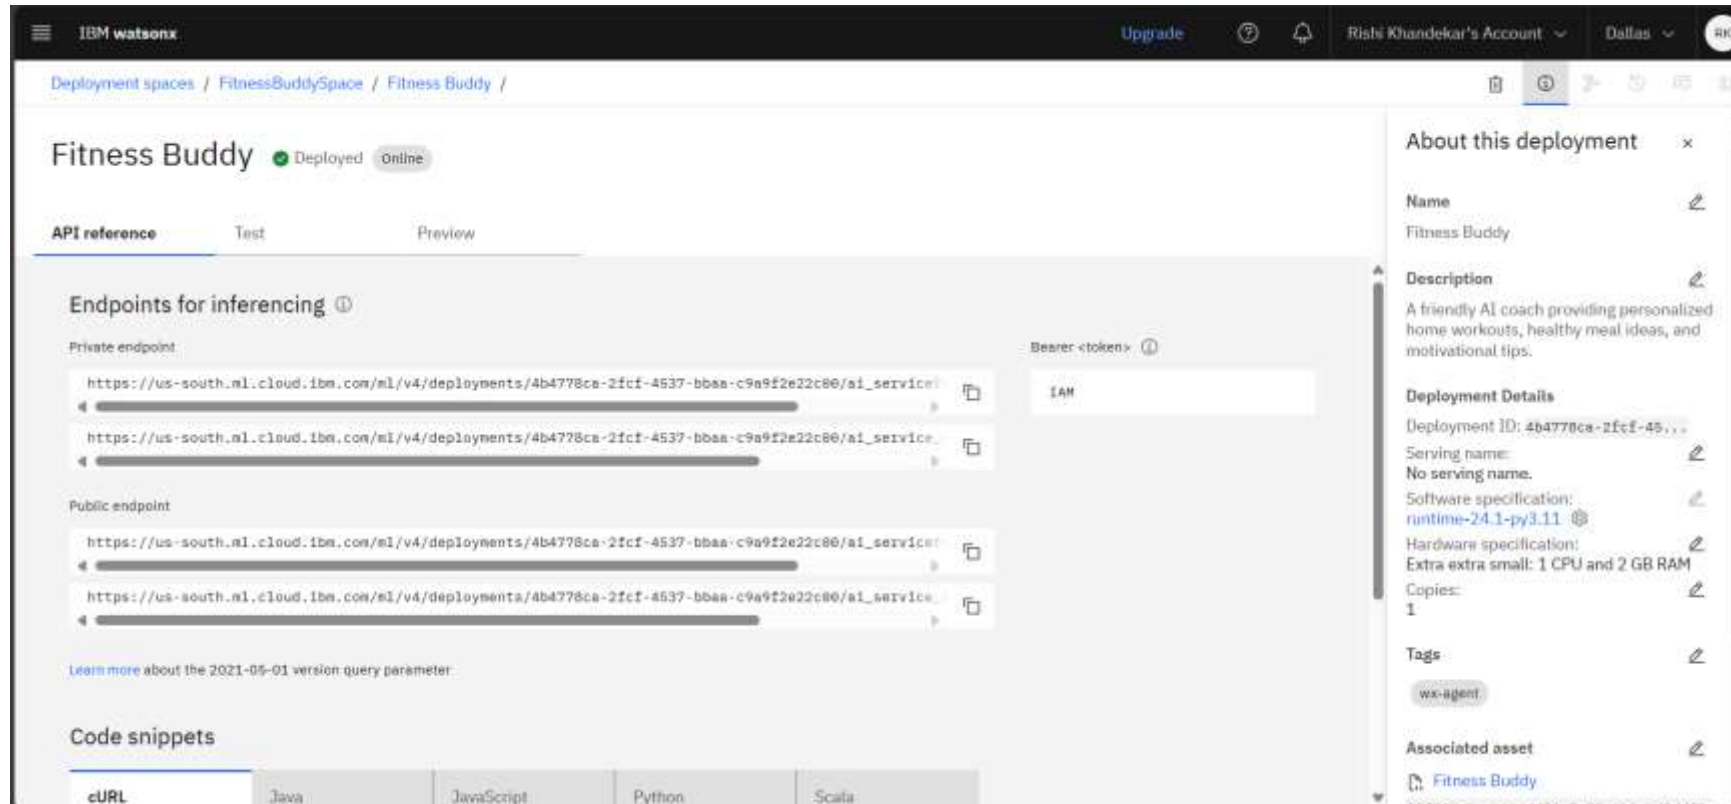 IBM watsonx
Upgrade
Rishi Khandekar's Account
Dallas
RK
Deployment spaces / FitnessBuddySpace / Fitness Buddy /
Fitness Buddy
Deployed
Online
API reference
Test
Preview
Endpoints for inferencing
Private endpoint
https://us-south.ml.cloud.ibm.com/ml/v4/deployments/4b4778ca-2fcf-4537-bbaa-c9a9f2e22c80/ai_service
https://us-south.ml.cloud.ibm.com/ml/v4/deployments/4b4778ca-2fcf-4537-bbaa-c9a9f2e22c80/ai_service_
Bearer <token>
IAM
Public endpoint
https://us-south.ml.cloud.ibm.com/ml/v4/deployments/4b4778ca-2fcf-4537-bbaa-c9a9f2e22c80/ai_service
https://us-south.ml.cloud.ibm.com/ml/v4/deployments/4b4778ca-2fcf-4537-bbaa-c9a9f2e22c80/ai_service_
Learn more about the 2021-05-01 version query parameter
Code snippets
cURL
Java
JavaScript
Python
Scala
About this deployment
Name
Fitness Buddy
Description
A friendly AI coach providing personalized
home workouts, healthy meal ideas, and
motivational tips.
Deployment Details
Deployment ID: 4b4778ca-2fcf-45...
Serving name:
No serving name.
Software specification:
runtime-24.1-py3.11
Hardware specification:
Extra extra small: 1 CPU and 2 GB RAM
Copies:
1
Tags
wx-agent
Associated asset
Fitness Buddy